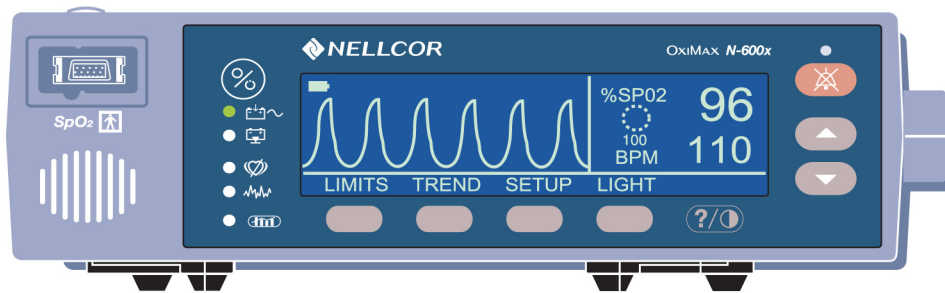 NELLCOR
OXIMAX N-600x
SpO2
%SP02 96
100
BPM 110
LIMITS TREND SETUP LIGHT
?/